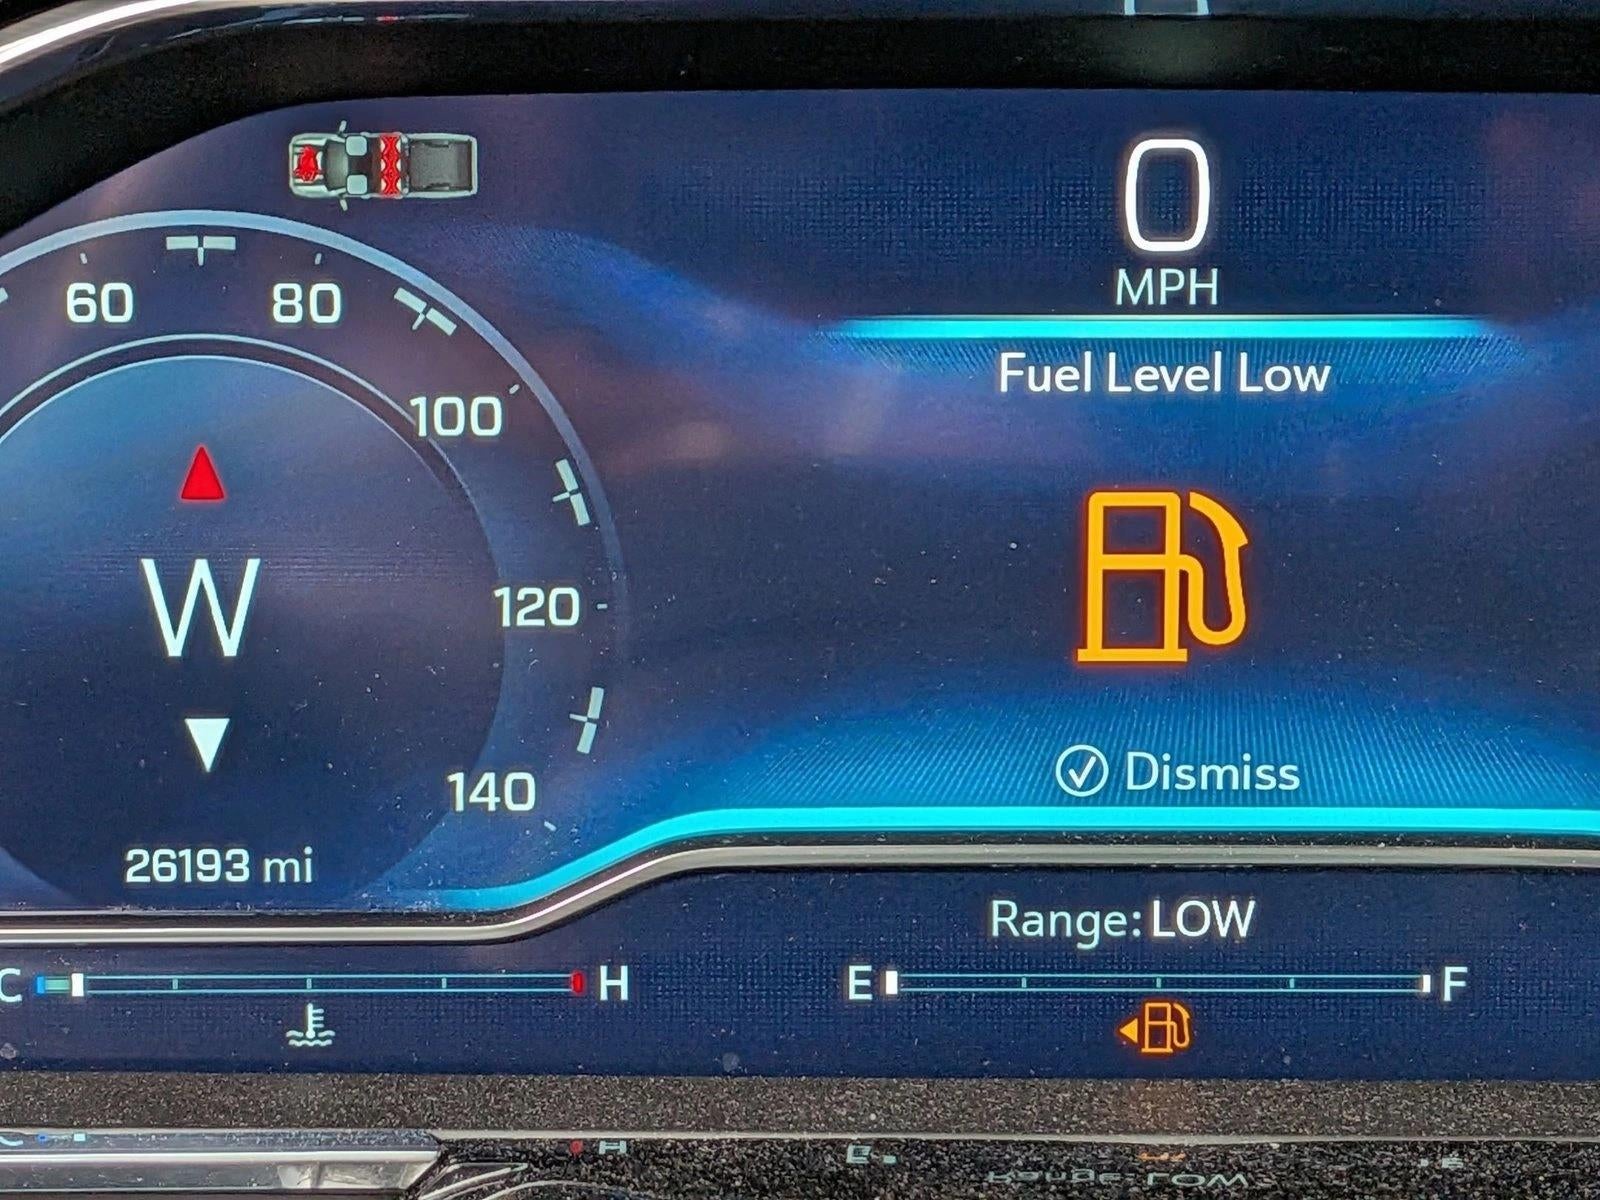 0
MPH
60
80
Fuel Level Low
100
W
120
Dismiss
140
26193 mi
Range: LOW
C
H
E
F